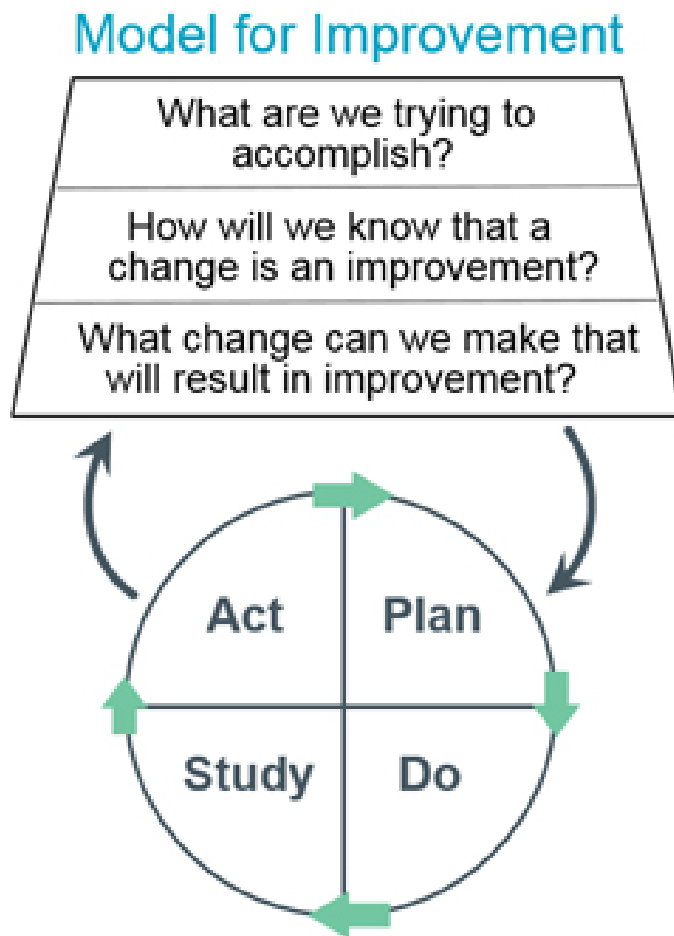 Model for Improvement
What are we trying to
accomplish?
How will we know that a
change is an improvement?
What change can we make that
will result in improvement?
Act
Plan
Study
Do